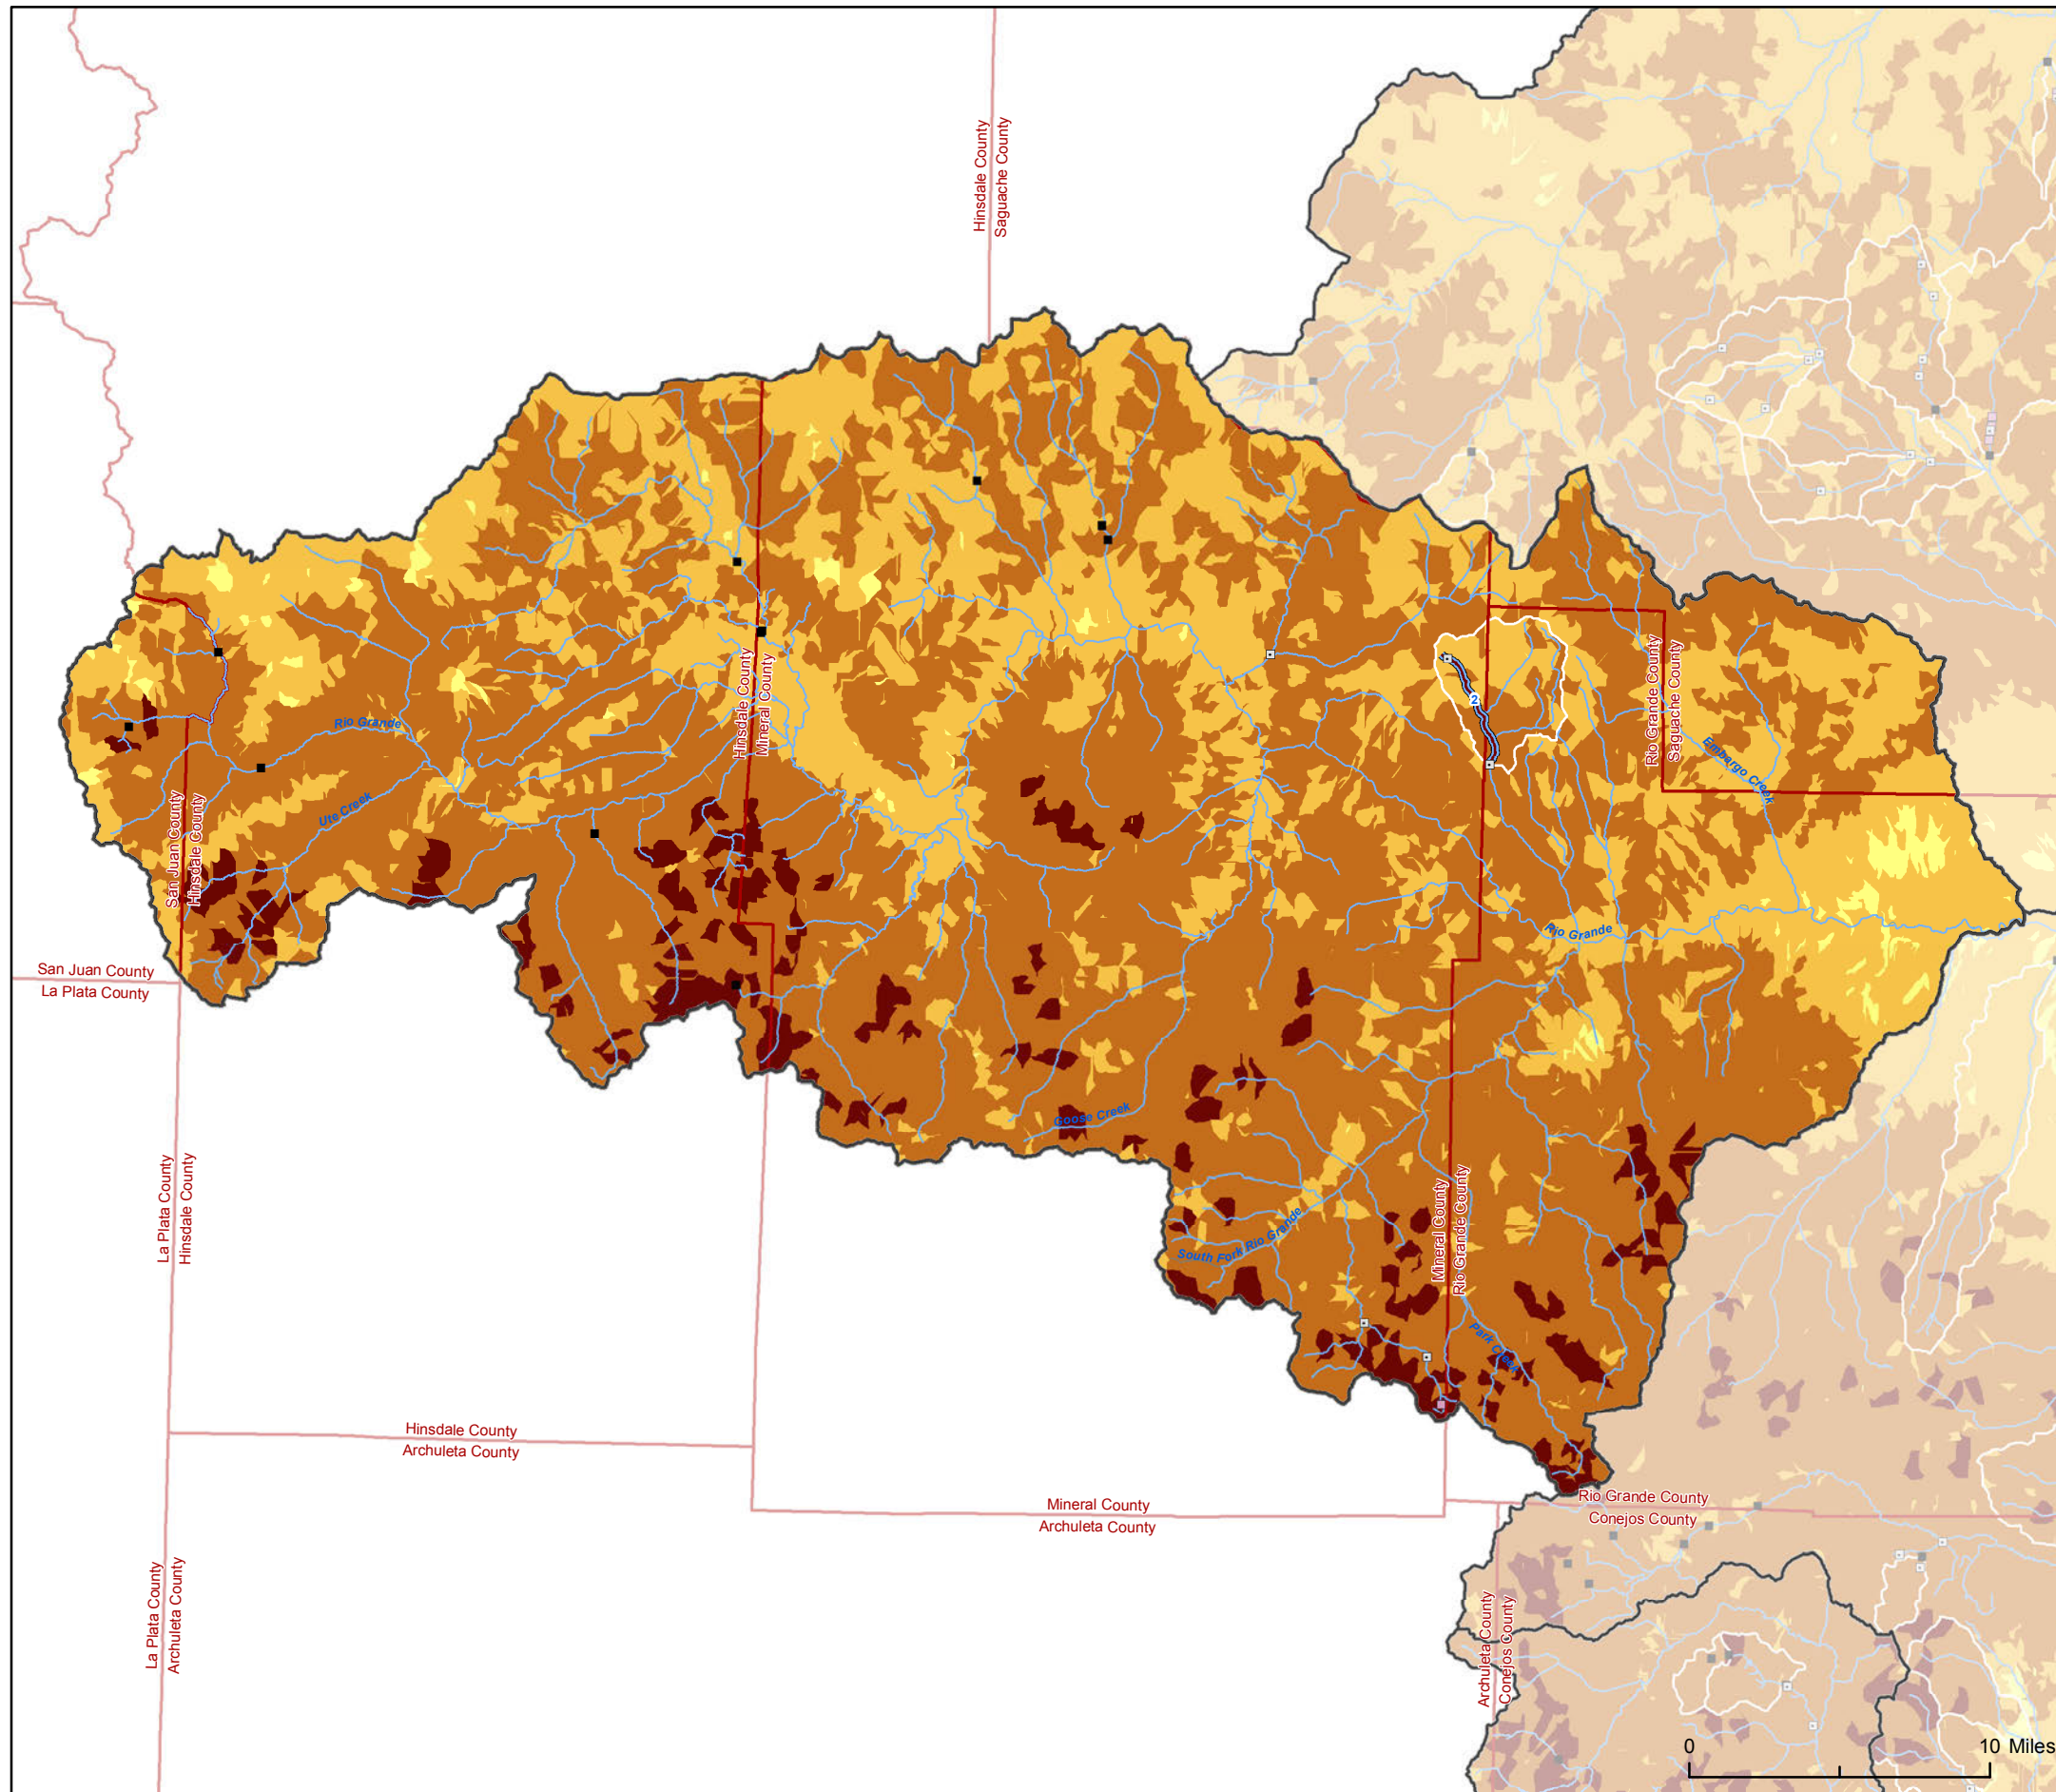 Hinsdale County
Saguache County
Rio Grande County
Saguache County
Hinsdale County
Mineral County
2
Rio Grande
Embargo Creek
Ute Creek
San Juan County
Hinsdale County
Rio Grande
San Juan County
La Plata County
Goose Creek
La Plata County
Hinsdale County
South Fork Rio Grande
Mineral County
Rio Grande County
Park Creek
Hinsdale County
Archuleta County
Mineral County
Archuleta County
Rio Grande County
Conejos County
La Plata County
Archuleta County
Archuleta County
Conejos County
0 10 Miles